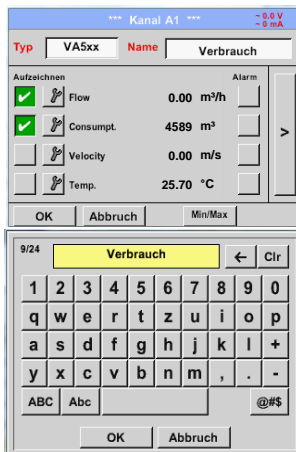 *** Kanal A1 *** ~ 0.0 V
~ 0 mA
Typ VA5xx Name Verbrauch
Aufzeichnen Alarm
Flow 0.00 m³/h
Consumpt. 4589 m³
>
Velocity 0.00 m/s
Temp. 25.70 °C
OK Abbruch Min/Max
9/24 Verbrauch ← Clr
1 2 3 4 5 6 7 8 9 0
q w e r t z u i o p
a s d f g h j k l +
y x c v b n m , . -
ABC Abc @#$
OK Abbruch